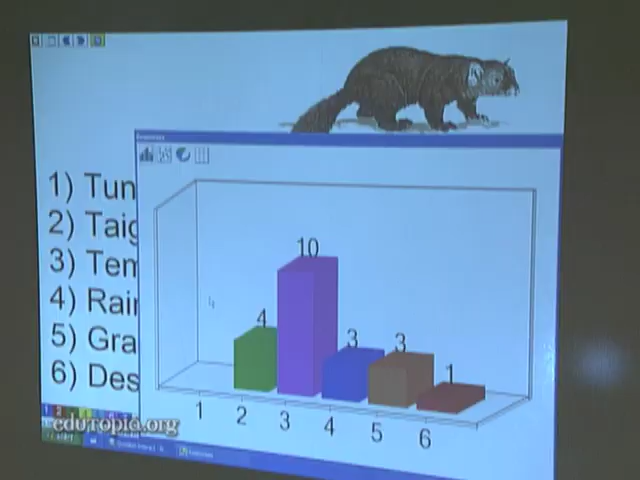 1) Tun
2) Taig
3) Tem
4) Rain
5) Gra
6) Des
10
4
3
3
1
1 2 3 4 5 6
edutopia.org